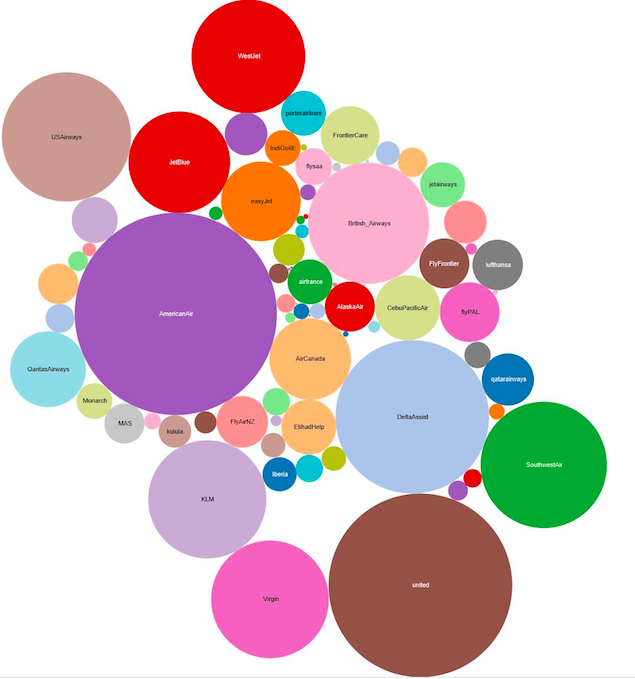 WestJet
porterairlines
USAirways
FrontierCare
IndiGo6E
JetBlue
flysaa
jetairways
easyJet
British_Airways
FlyFrontier
lufthansa
airfrance
AlaskaAir
CebuPacificAir
flyPAL
AmericanAir
AirCanada
QantasAirways
qatarairways
Monarch
DeltaAssist
MAS
FlyAirNZ
EtihadHelp
kulula
SouthwestAir
Iberia
KLM
united
Virgin